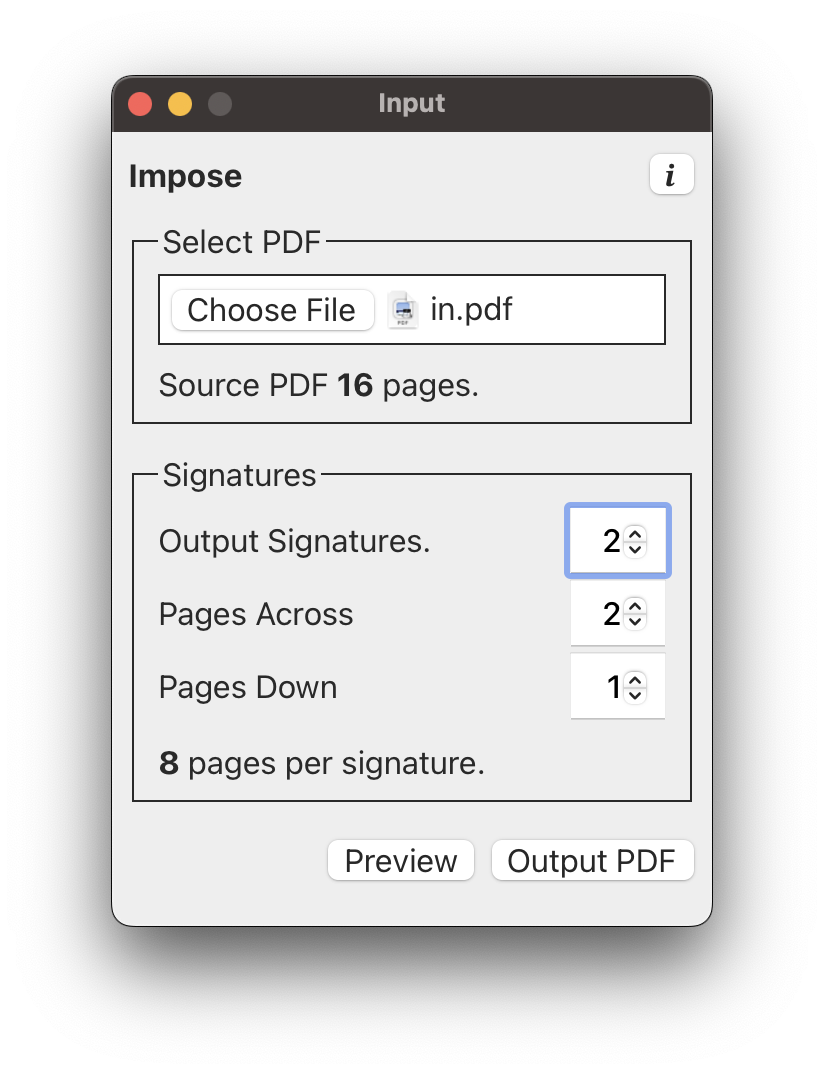 Input
Impose
i
Select PDF
Choose File PDF in.pdf
Source PDF 16 pages.
Signatures
Output Signatures. 2
Pages Across 2
Pages Down 1
8 pages per signature.
Preview Output PDF